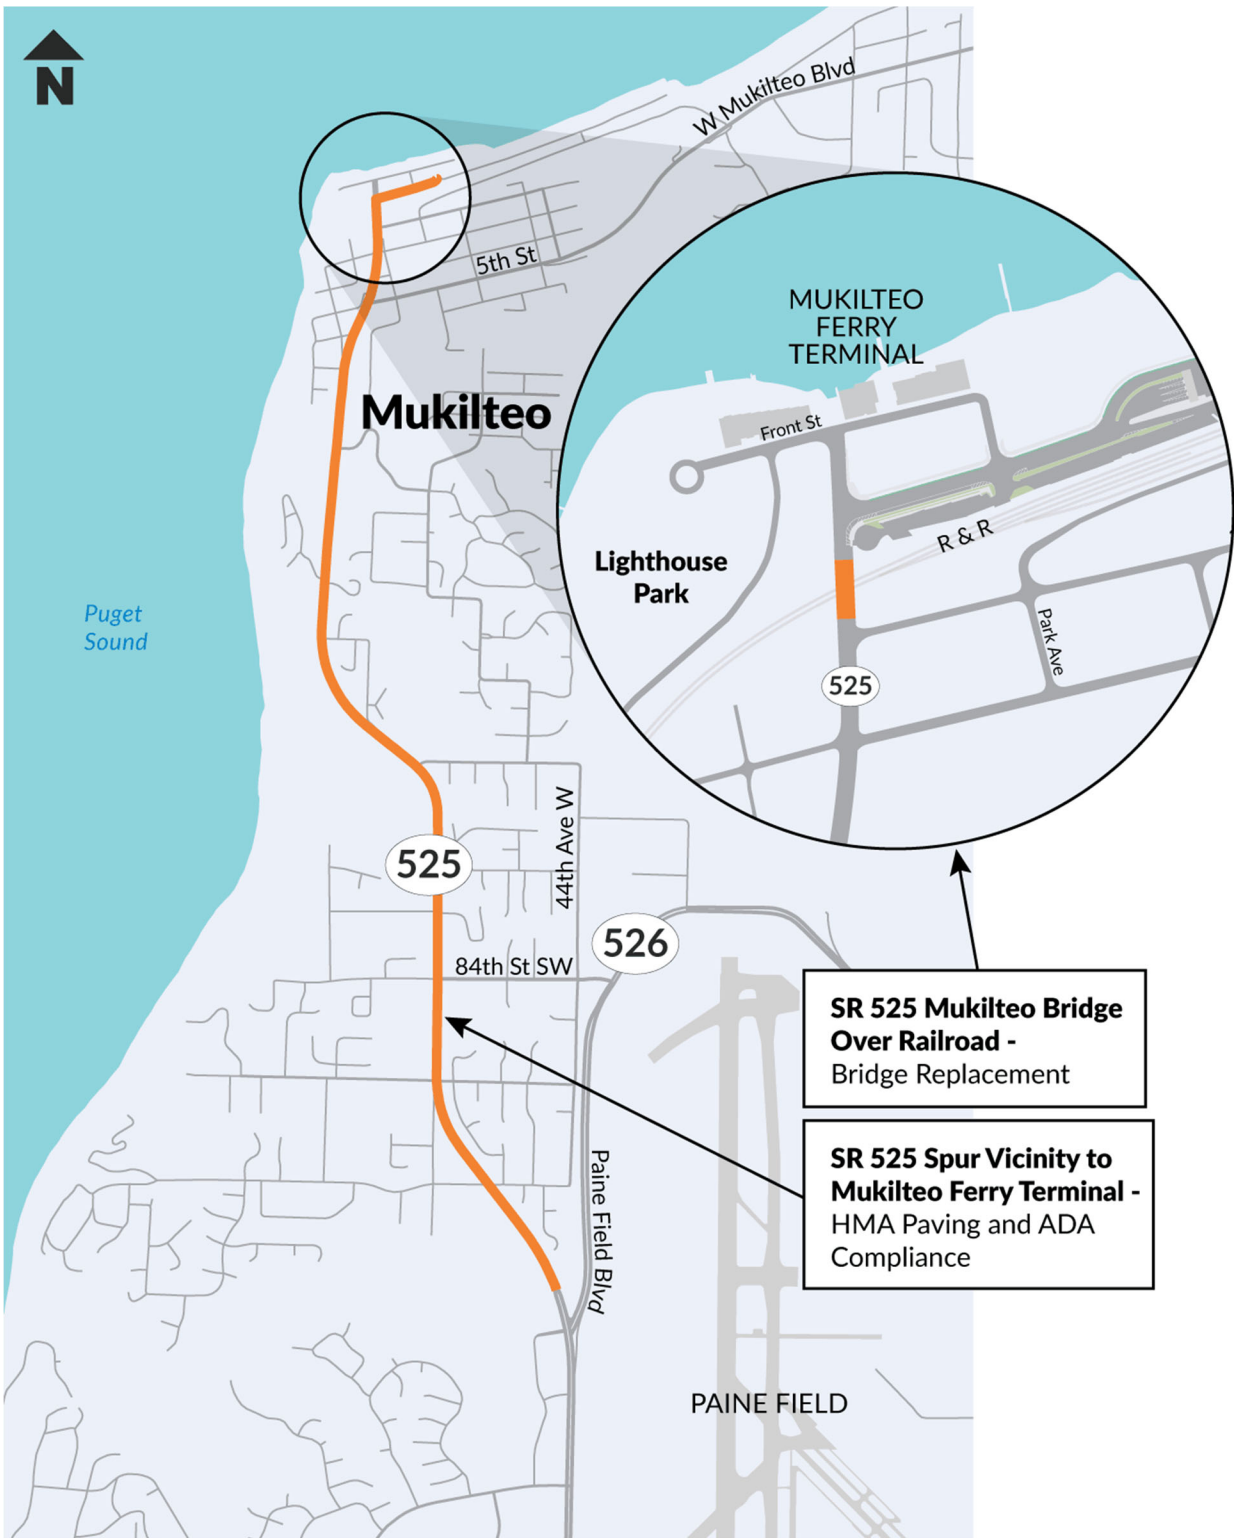 N
W Mukilteo Blvd
5th St
MUKILTEO
FERRY
TERMINAL
Front St
Mukilteo
R & R
Lighthouse
Park
Puget
Sound
Park Ave
525
44th Ave W
525
526
84th St SW
SR 525 Mukilteo Bridge
Over Railroad -
Bridge Replacement
SR 525 Spur Vicinity to
Mukilteo Ferry Terminal -
HMA Paving and ADA
Compliance
Paine Field Blvd
PAINE FIELD